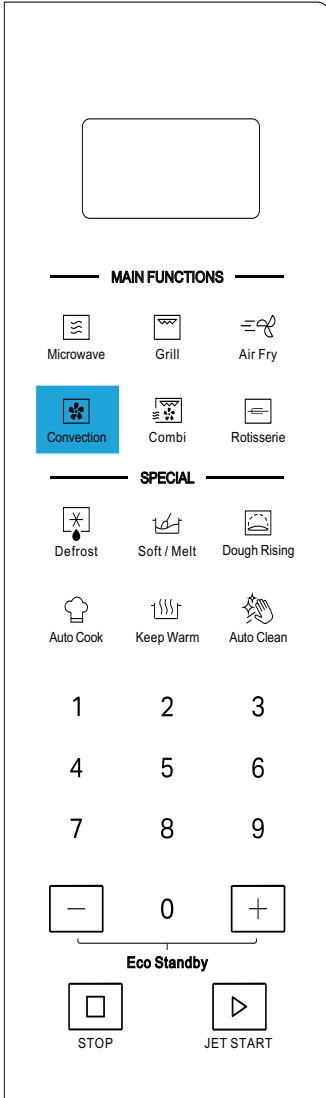 MAIN FUNCTIONS
Microwave Grill Air Fry
Convection Combi Rotisserie
SPECIAL
Defrost Soft / Melt Dough Rising
Auto Cook Keep Warm Auto Clean
1 2 3
4 5 6
7 8 9
− 0 +
Eco Standby
STOP JET START